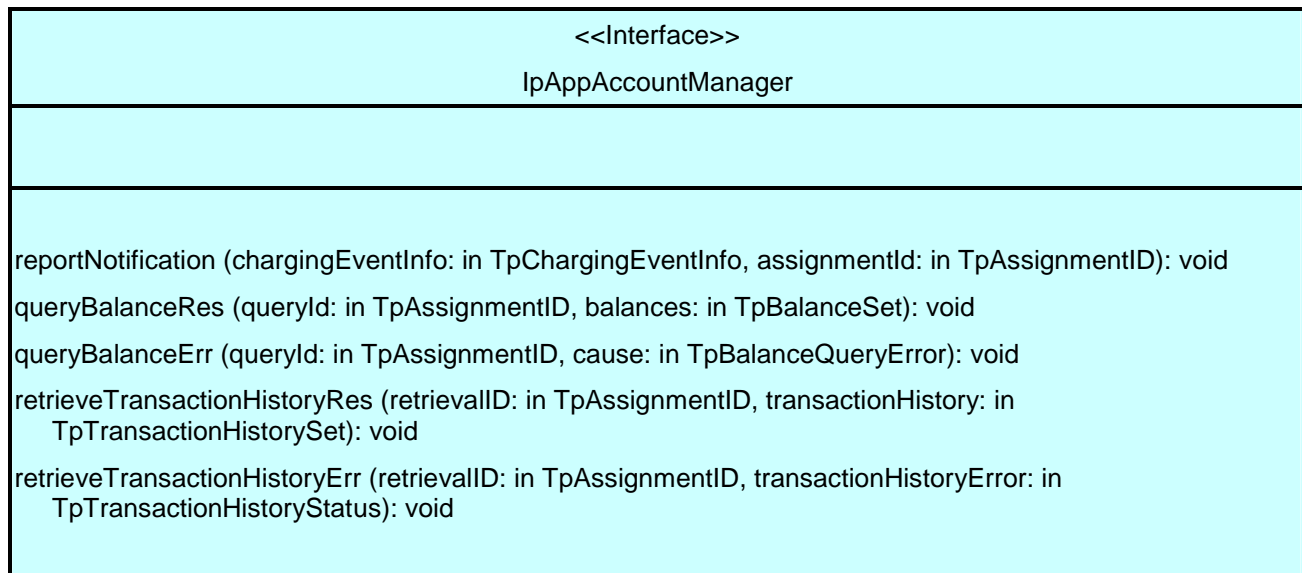 <<Interface>>
IpAppAccountManager
reportNotification (chargingEventInfo: in TpChargingEventInfo, assignmentId: in TpAssignmentID): void
queryBalanceRes (queryId: in TpAssignmentID, balances: in TpBalanceSet): void
queryBalanceErr (queryId: in TpAssignmentID, cause: in TpBalanceQueryError): void
retrieveTransactionHistoryRes (retrievalID: in TpAssignmentID, transactionHistory: in
TpTransactionHistorySet): void
retrieveTransactionHistoryErr (retrievalID: in TpAssignmentID, transactionHistoryError: in
TpTransactionHistoryStatus): void